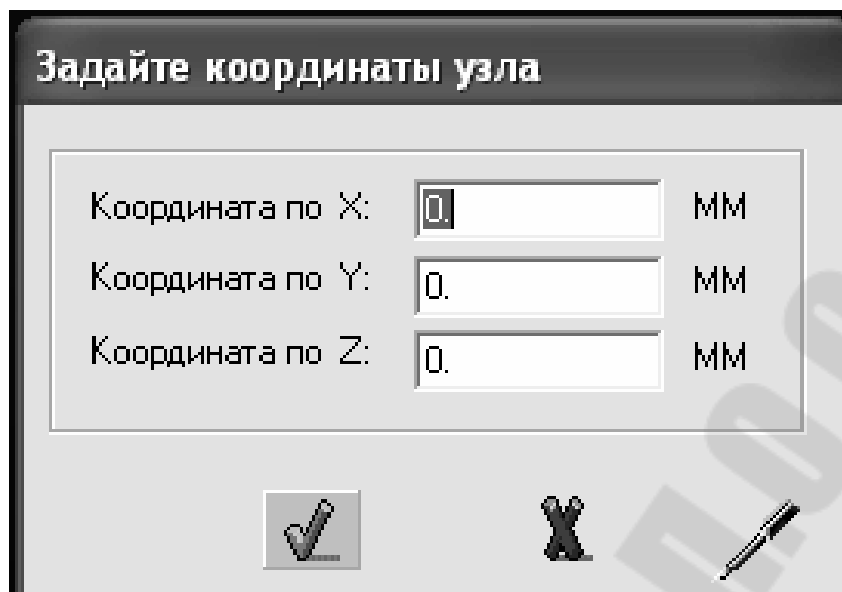 Задайте координаты узла
Координата по X: 0. ММ
Координата по Y: 0. ММ
Координата по Z: 0. ММ